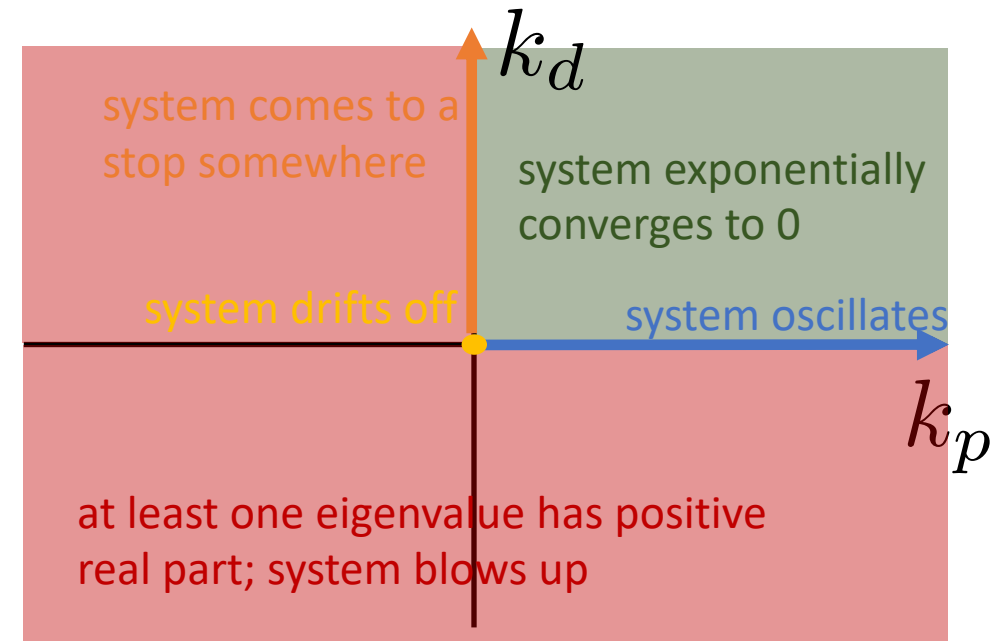 k_d
system comes to a
stop somewhere
system exponentially
converges to 0
system drifts off
system oscillates
k_p
at least one eigenvalue has positive
real part; system blows up